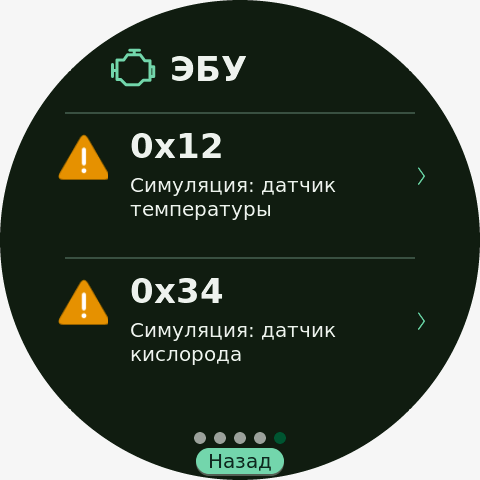 ЭБУ
0x12
Симуляция: датчик
температуры
0x34
Симуляция: датчик
кислорода
Назад